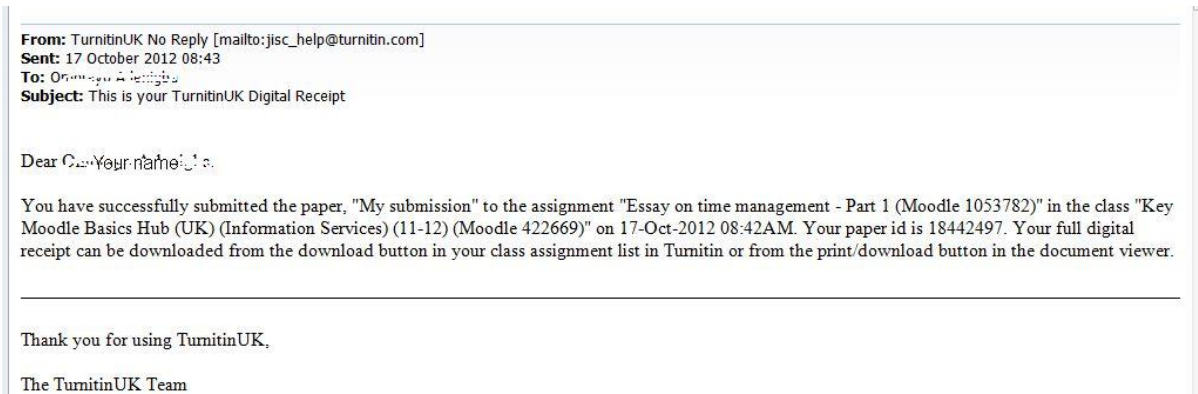 From: TurnitinUK No Reply [mailto:jisc_help@turnitin.com]
Sent: 17 October 2012 08:43
To:
Subject: This is your TurnitinUK Digital Receipt
Dear Your name
You have successfully submitted the paper, "My submission" to the assignment "Essay on time management - Part 1 (Moodle 1053782)" in the class "Key
Moodle Basics Hub (UK) (Information Services) (11-12) (Moodle 422669)" on 17-Oct-2012 08:42AM. Your paper id is 18442497. Your full digital
receipt can be downloaded from the download button in your class assignment list in Turnitin or from the print/download button in the document viewer.
Thank you for using TurnitinUK,
The TurnitinUK Team